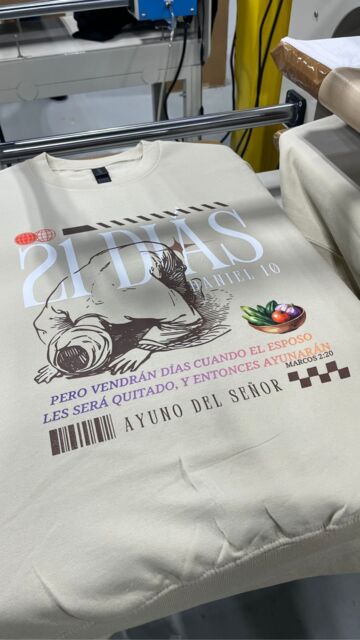 21 DÍAS
DANIEL 10
PERO VENDRÁN DÍAS CUANDO EL ESPOSO
LES SERÁ QUITADO, Y ENTONCES AYUNARÁN
MARCOS 2:20
AYUNO DEL SEÑOR